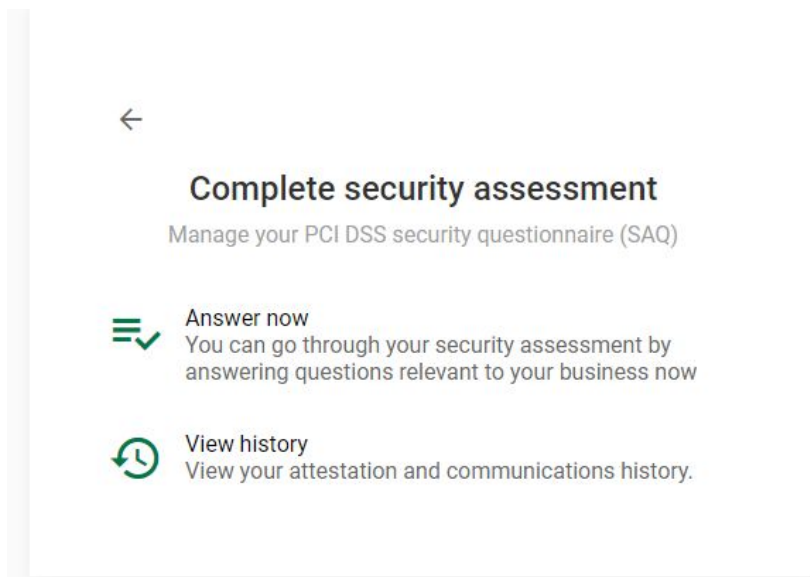 Complete security assessment
Manage your PCI DSS security questionnaire (SAQ)
Answer now
You can go through your security assessment by
answering questions relevant to your business now
View history
View your attestation and communications history.